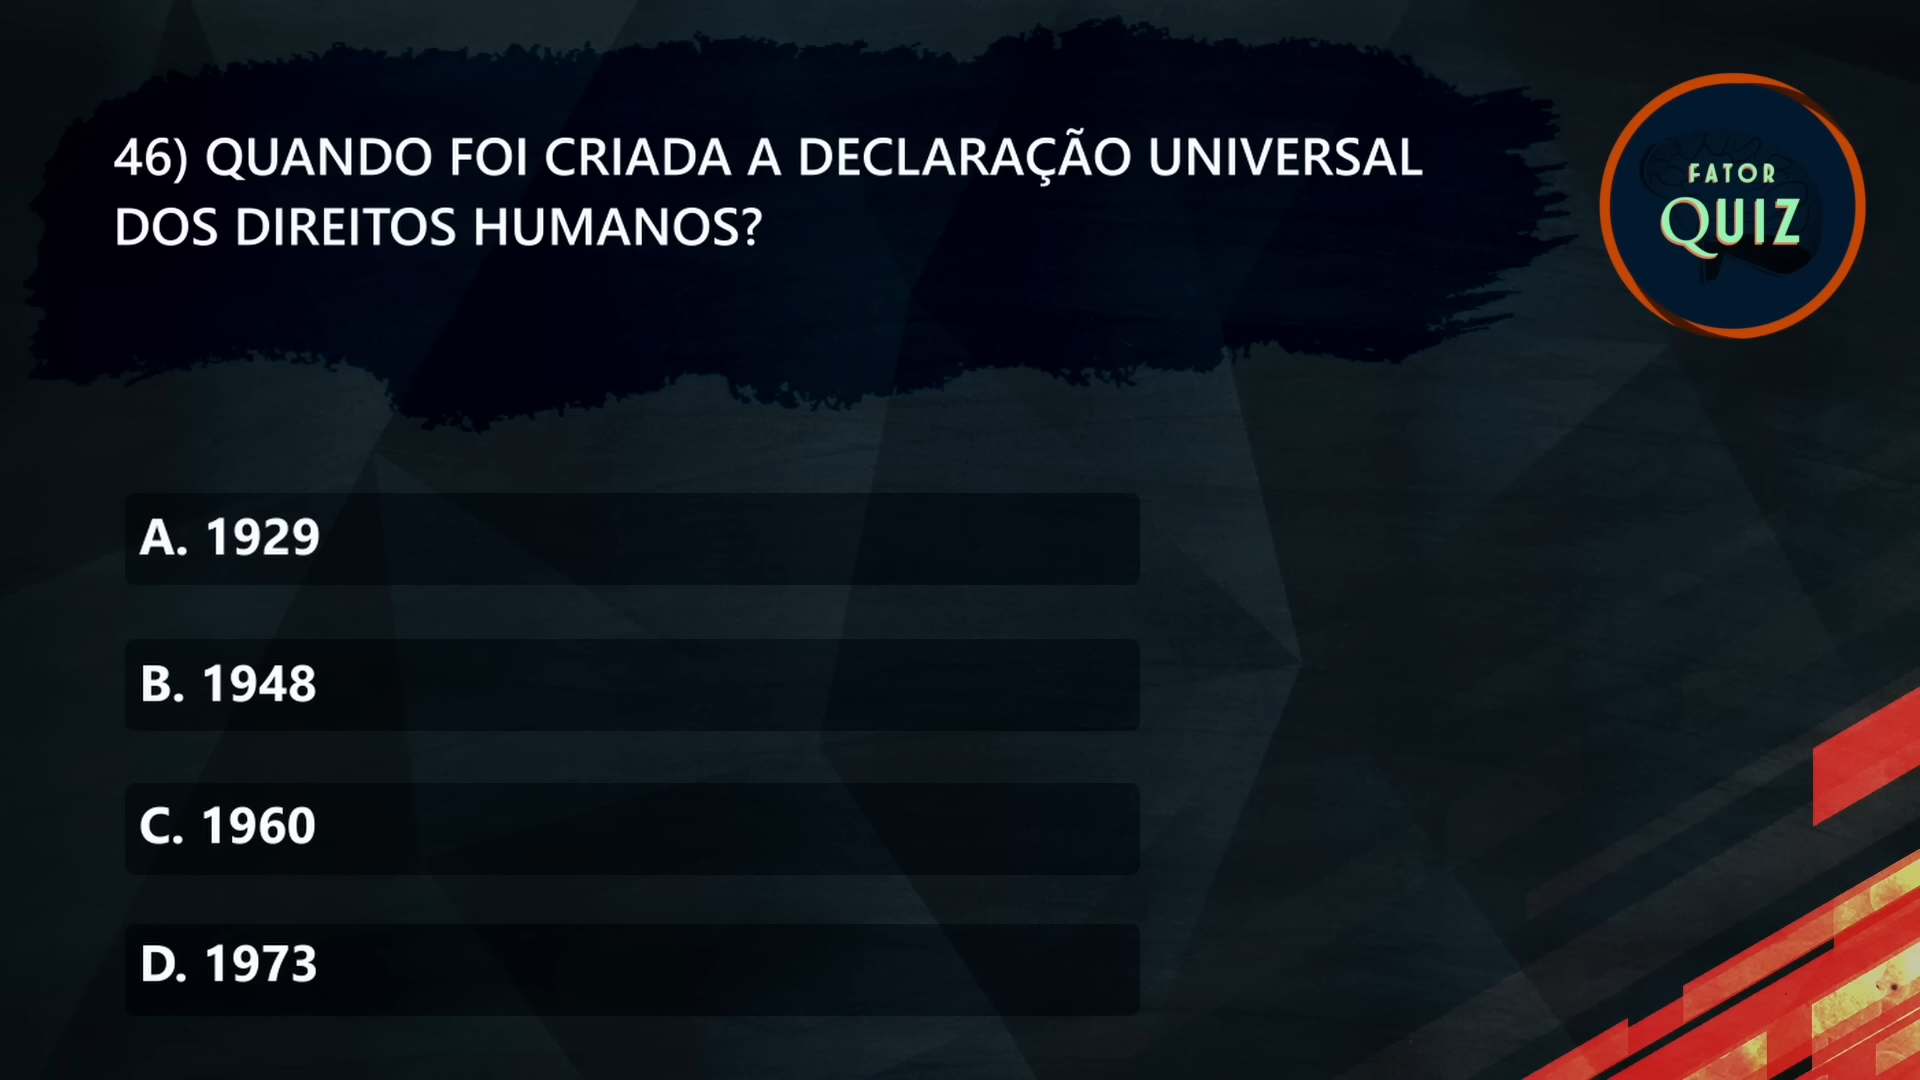 46) QUANDO FOI CRIADA A DECLARAÇÃO UNIVERSAL
DOS DIREITOS HUMANOS?
FATOR
QUIZ
A. 1929
B. 1948
C. 1960
D. 1973